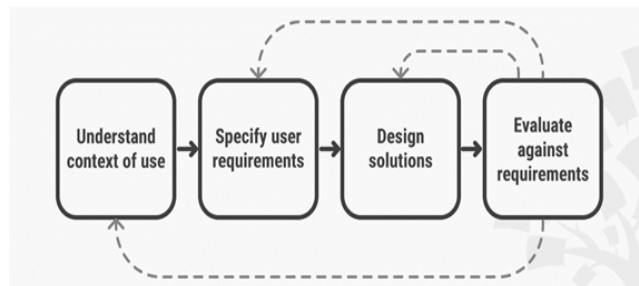 Understand
context of use
Specify user
requirements
Design
solutions
Evaluate
against
requirements